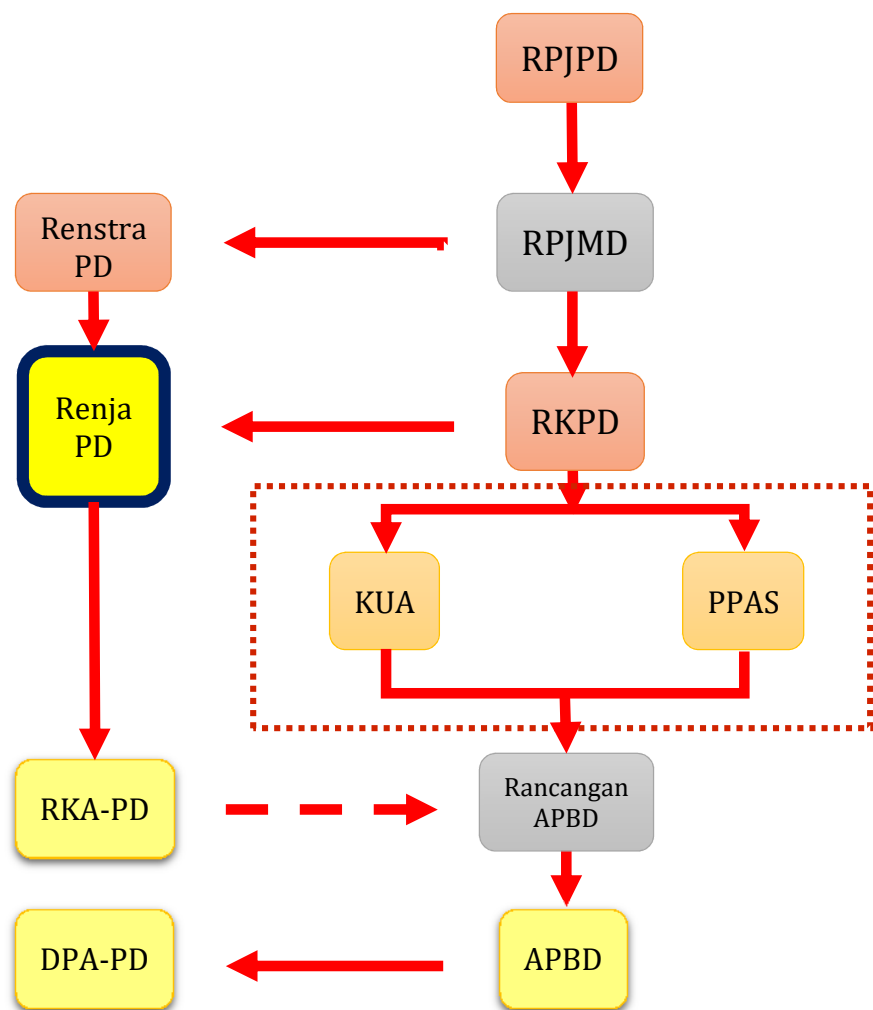 RPJPD
Renstra
PD
RPJMD
Renja
PD
RKPD
KUA
PPAS
RKA-PD
Rancangan
APBD
DPA-PD
APBD